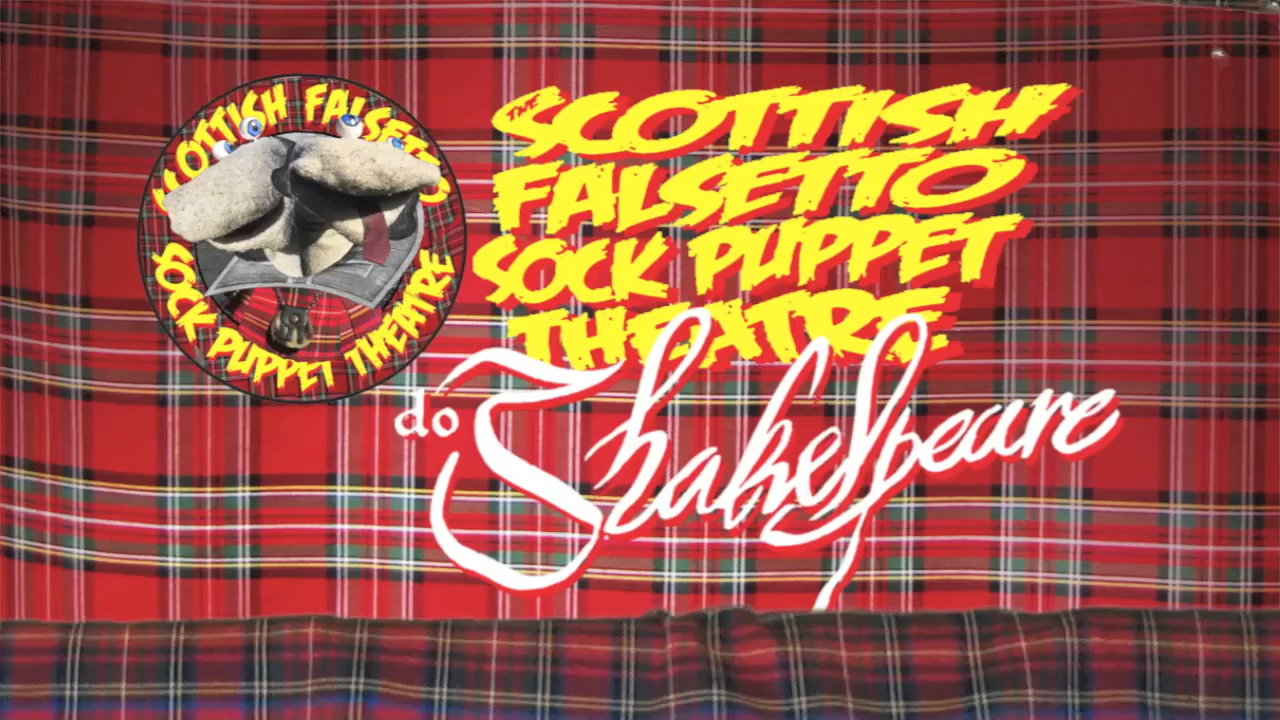 SCOTTISH FALSETTO
SOCK PUPPET THEATRE
THE SCOTTISH
FALSETTO
SOCK PUPPET
THEATRE
do Shakespeare